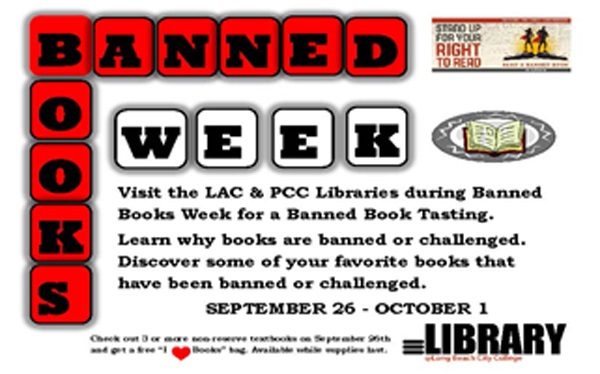 BANNED
BOOKS
WEEK
STAND UP
FOR YOUR
RIGHT
TO READ
READ A BANNED BOOK
Visit the LAC & PCC Libraries during Banned
Books Week for a Banned Book Tasting.
Learn why books are banned or challenged.
Discover some of your favorite books that
have been banned or challenged.
SEPTEMBER 26 - OCTOBER 1
Check out 3 or more non-reserve textbooks on September 26th
and get a free "I Books" bag. Available while supplies last.
LIBRARY
@Long Beach City College